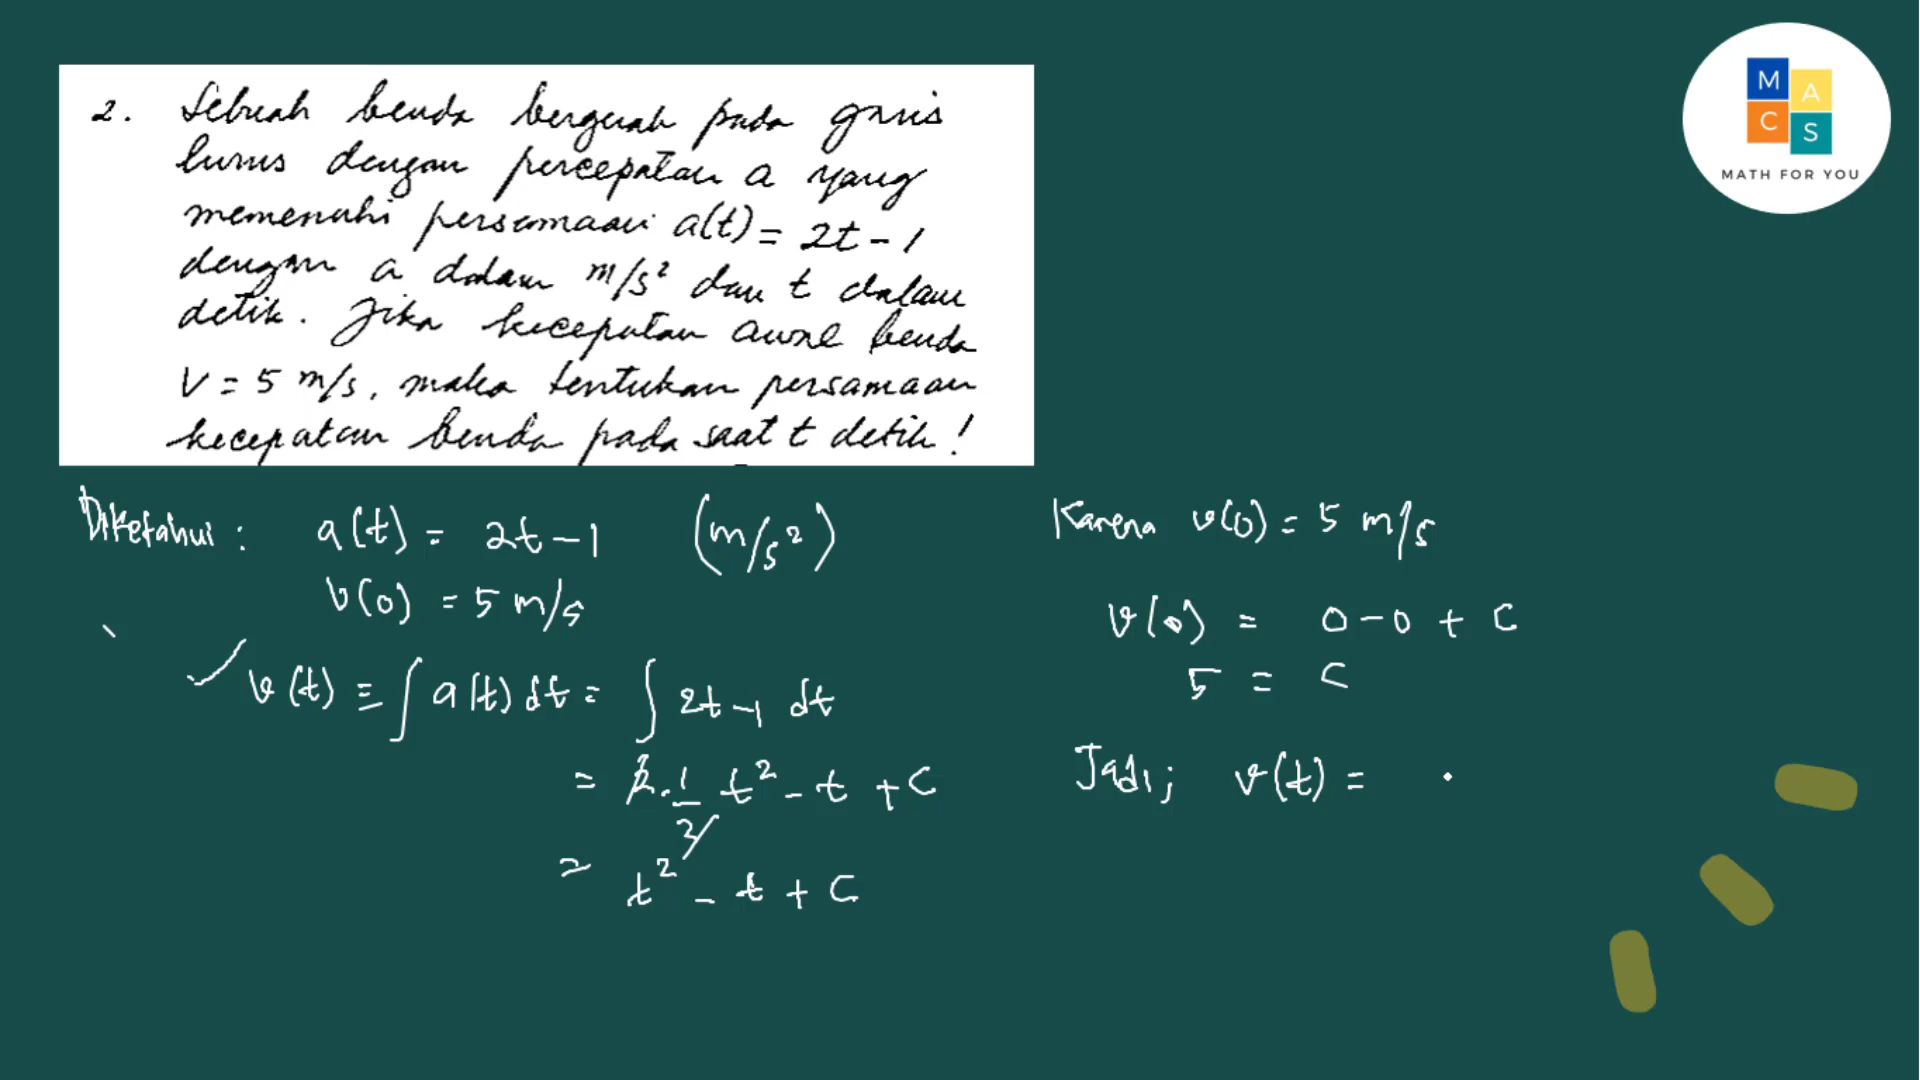 2. Sebuah benda bergerak pada garis
lurus dengan percepatan a yang
memenuhi persamaan a(t) = 2t - 1
dengan a dalam m/s² dan t dalam
detik. Jika kecepatan awal benda
V = 5 m/s, maka tentukan persamaan
kecepatan benda pada saat t detik!
M A
C S
MATH FOR YOU
Diketahui : a(t) = 2t - 1 (m/s²)
v(0) = 5 m/s
✓ v(t) = ∫ a(t) dt = ∫ 2t - 1 dt
= 2 . 1/2 t² - t + C
= t² - t + C
Karena v(0) = 5 m/s
v(0) = 0 - 0 + C
5 = C
Jadi; v(t) =